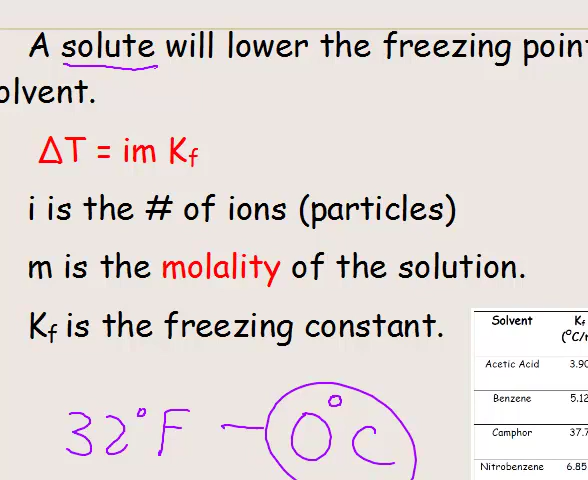 A solute will lower the freezing point
olvent.
ΔT = im Kf
i is the # of ions (particles)
m is the molality of the solution.
Kf is the freezing constant.
Solvent Kf
(°C/m
Acetic Acid 3.90
Benzene 5.12
Camphor 37.7
Nitrobenzene 6.85
32°F — 0°C